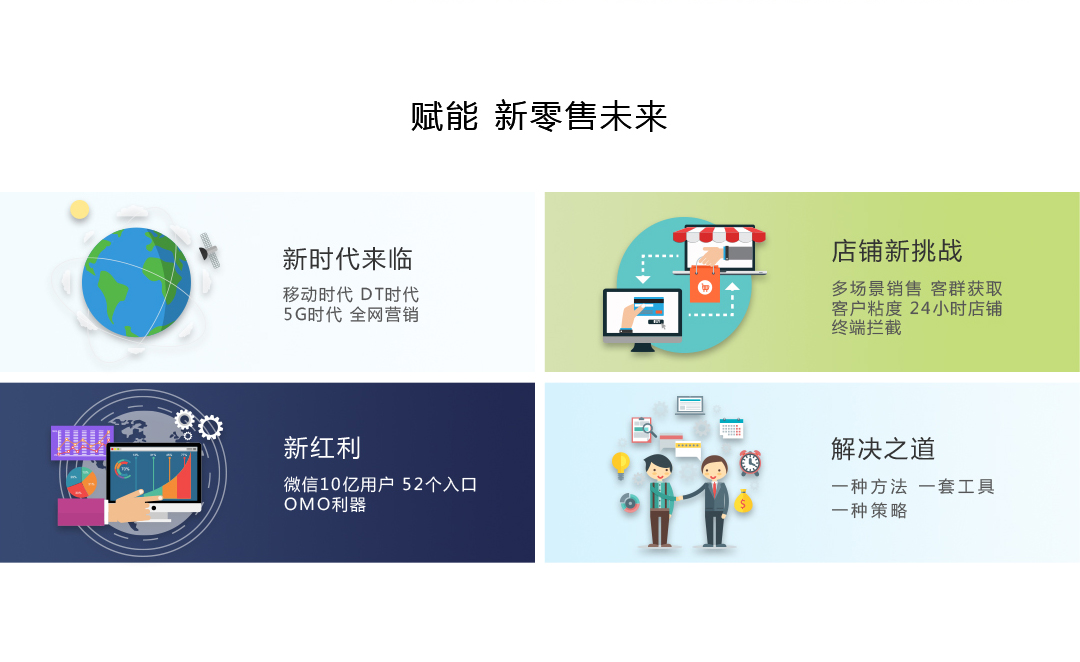 赋能 新零售未来
新时代来临
移动时代 DT时代
5G时代 全网营销
店铺新挑战
多场景销售 客群获取
客户粘度 24小时店铺
终端拦截
新红利
微信10亿用户 52个入口
OMO利器
解决之道
一种方法 一套工具
一种策略